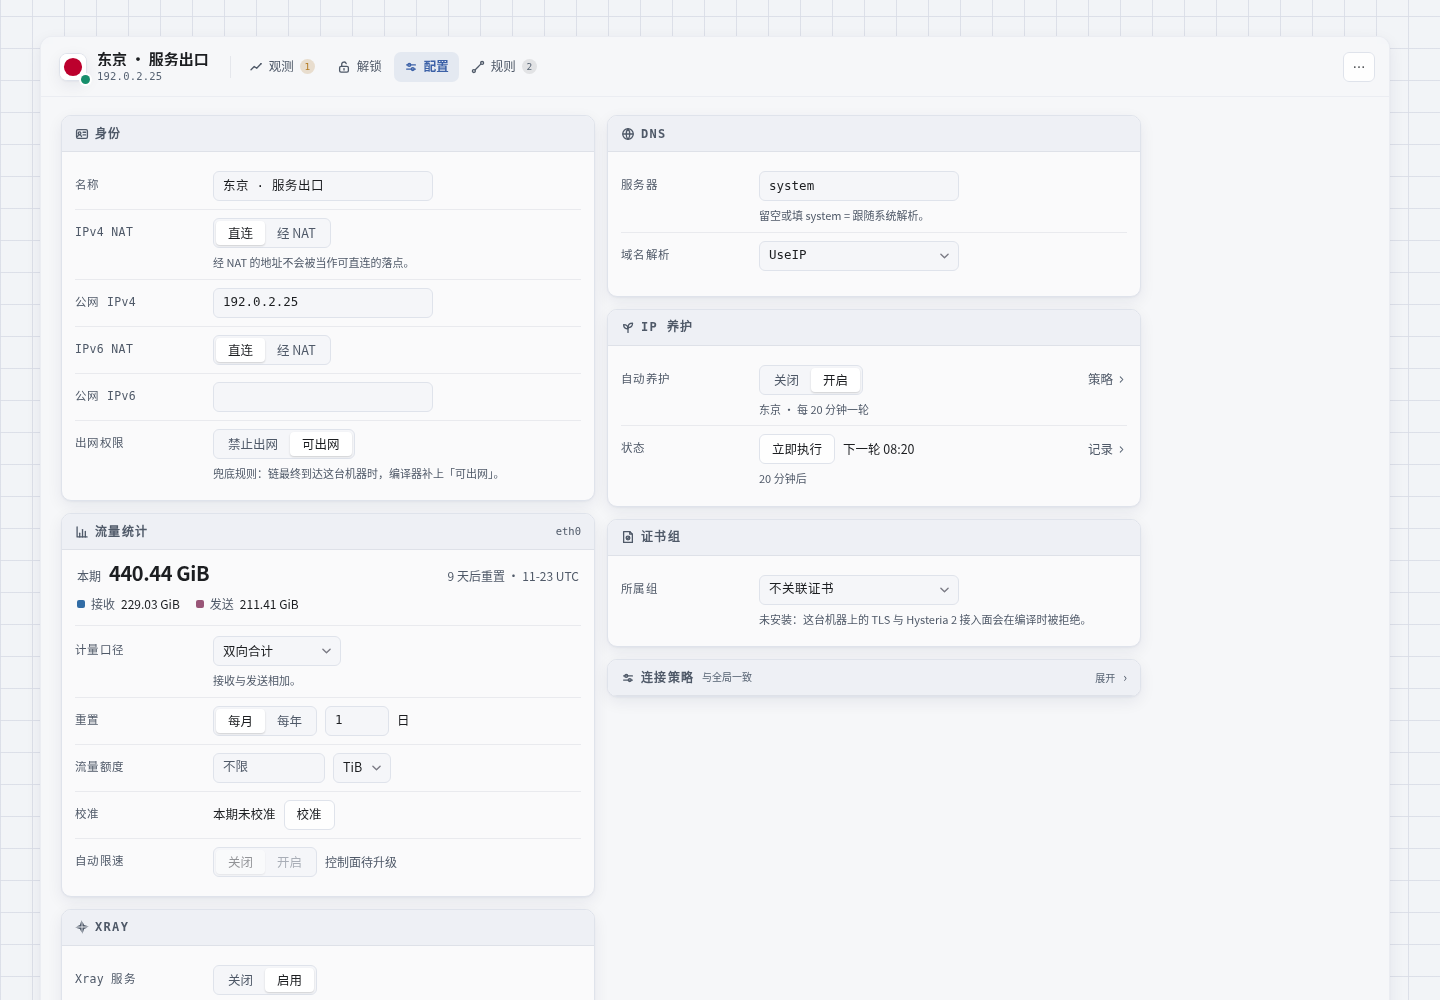 东京 · 服务出口
192.0.2.25
观测 1
解锁
配置
规则 2
···
身份
名称
东京 · 服务出口
IPv4 NAT
直连 经 NAT
经 NAT 的地址不会被当作可直连的落点。
公网 IPv4
192.0.2.25
IPv6 NAT
直连 经 NAT
公网 IPv6
出网权限
禁止出网 可出网
兜底规则：链最终到达这台机器时，编译器补上「可出网」。
流量统计 eth0
本期 440.44 GiB 9 天后重置 · 11-23 UTC
接收 229.03 GiB 发送 211.41 GiB
计量口径
双向合计
接收与发送相加。
重置
每月 每年 1 日
流量额度
不限 TiB
校准
本期未校准 校准
自动限速
关闭 开启 控制面待升级
XRAY
Xray 服务
关闭 启用
DNS
服务器
system
留空或填 system = 跟随系统解析。
域名解析
UseIP
IP 养护
自动养护
关闭 开启 策略 ›
东京 · 每 20 分钟一轮
状态
立即执行 下一轮 08:20 记录 ›
20 分钟后
证书组
所属组
不关联证书
未安装：这台机器上的 TLS 与 Hysteria 2 接入面会在编译时被拒绝。
连接策略 与全局一致 展开 ›